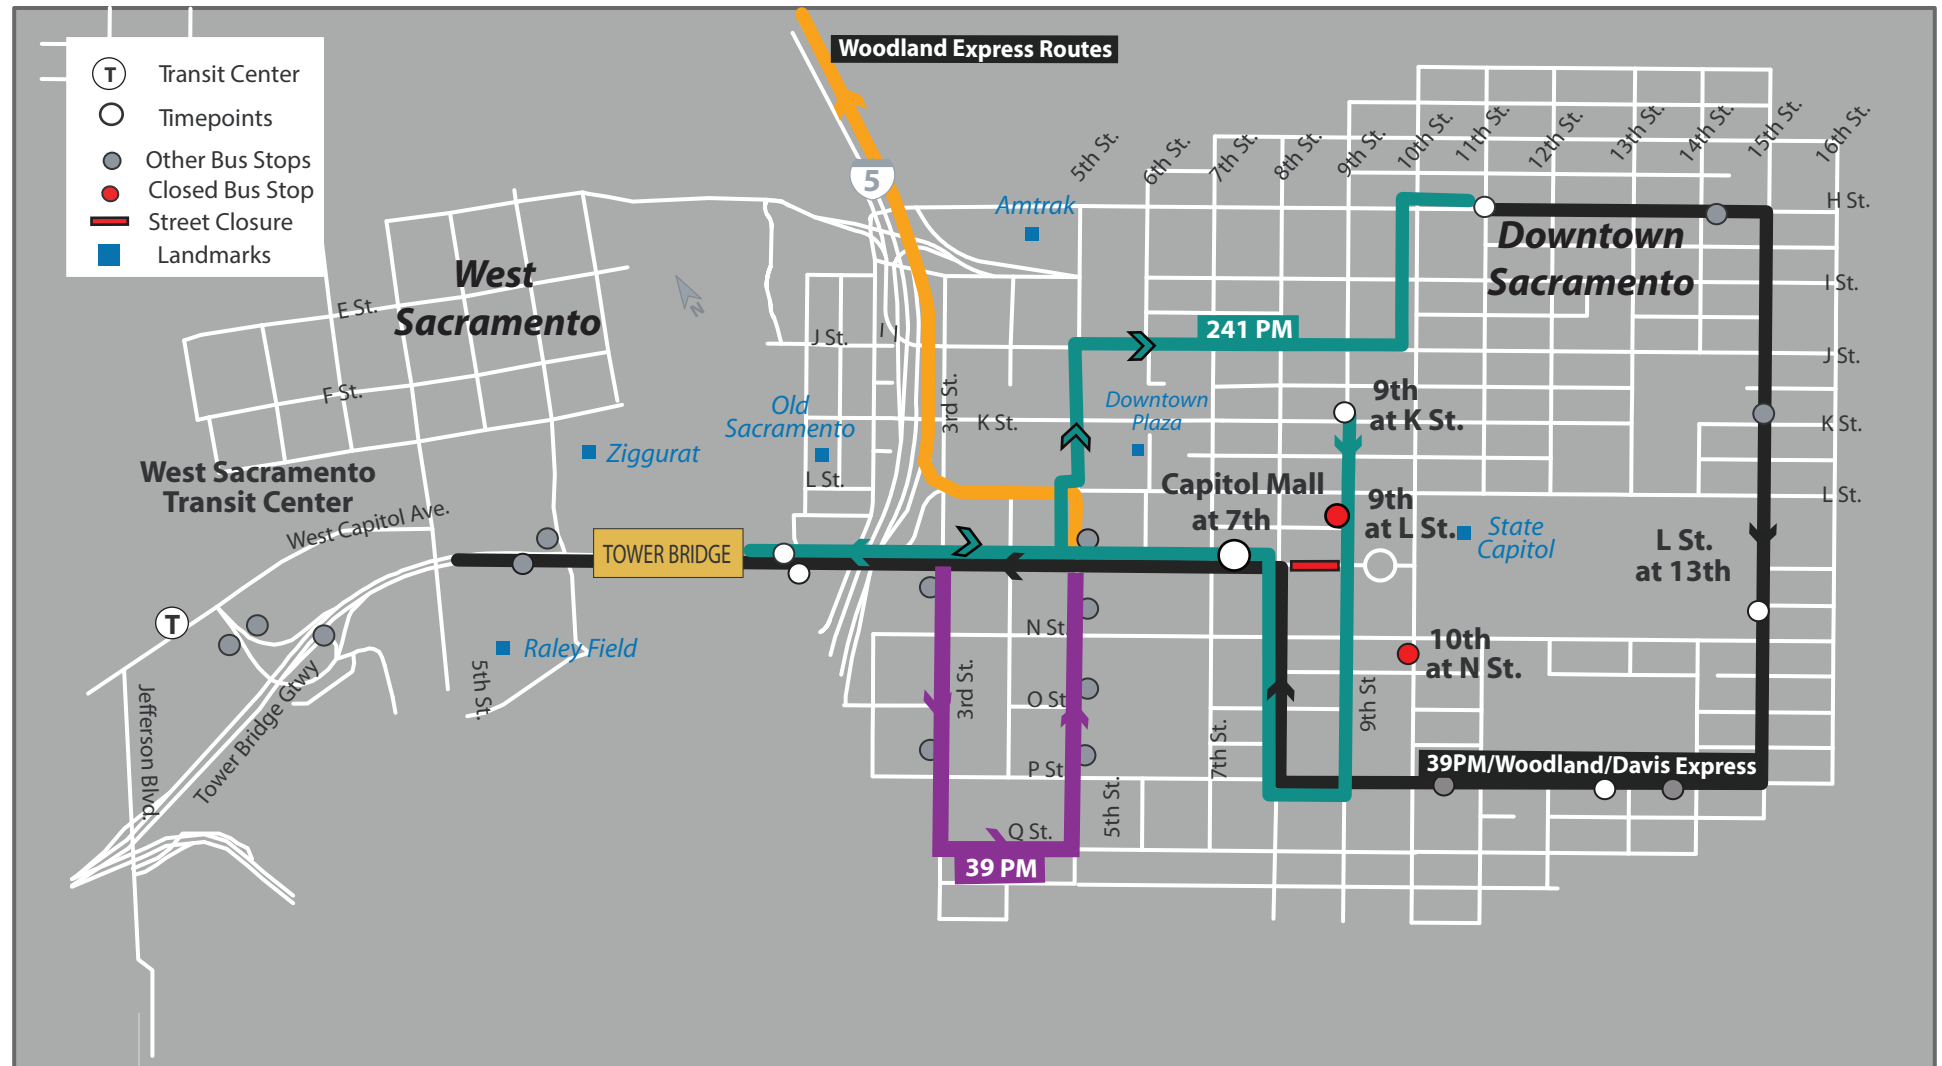 Woodland Express Routes
T Transit Center
Timepoints
Other Bus Stops
Closed Bus Stop
Street Closure
Landmarks
5
5th St.
6th St.
7th St.
8th St.
9th St.
10th St.
11th St.
12th St.
13th St.
14th St.
15th St.
16th St.
Amtrak
H St.
Downtown
Sacramento
West
Sacramento
N
E St.
I St.
J St.
241 PM
J St.
F St.
3rd St.
K St.
Old
Sacramento
Downtown
Plaza
9th
at K St.
K St.
Ziggurat
West Sacramento
Transit Center
L St.
Capitol Mall
at 7th
9th
at L St.
L St.
State
Capitol
West Capitol Ave.
TOWER BRIDGE
L St.
at 13th
T
N St.
10th
at N St.
Raley Field
5th St.
3rd St.
O St
9th St
Jefferson Blvd.
Tower Bridge Gtwy
7th St.
P St
39PM/Woodland/Davis Express
5th St.
Q St.
39 PM